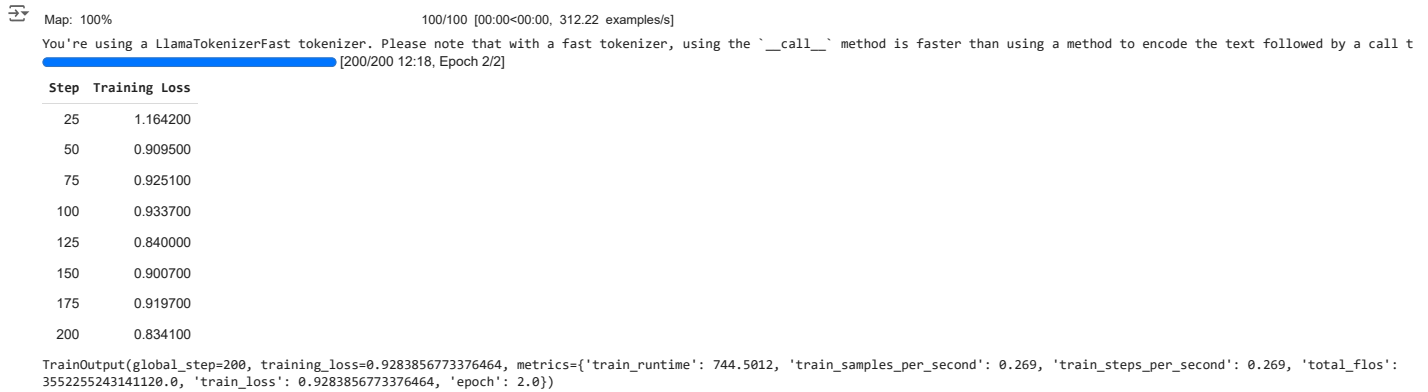 Map: 100% 100/100 [00:00<00:00, 312.22 examples/s]
You're using a LlamaTokenizerFast tokenizer. Please note that with a fast tokenizer, using the `__call__` method is faster than using a method to encode the text followed by a call t
[200/200 12:18, Epoch 2/2]
Step Training Loss
25 1.164200
50 0.909500
75 0.925100
100 0.933700
125 0.840000
150 0.900700
175 0.919700
200 0.834100
TrainOutput(global_step=200, training_loss=0.9283856773376464, metrics={'train_runtime': 744.5012, 'train_samples_per_second': 0.269, 'train_steps_per_second': 0.269, 'total_flos':
3552255243141120.0, 'train_loss': 0.9283856773376464, 'epoch': 2.0})